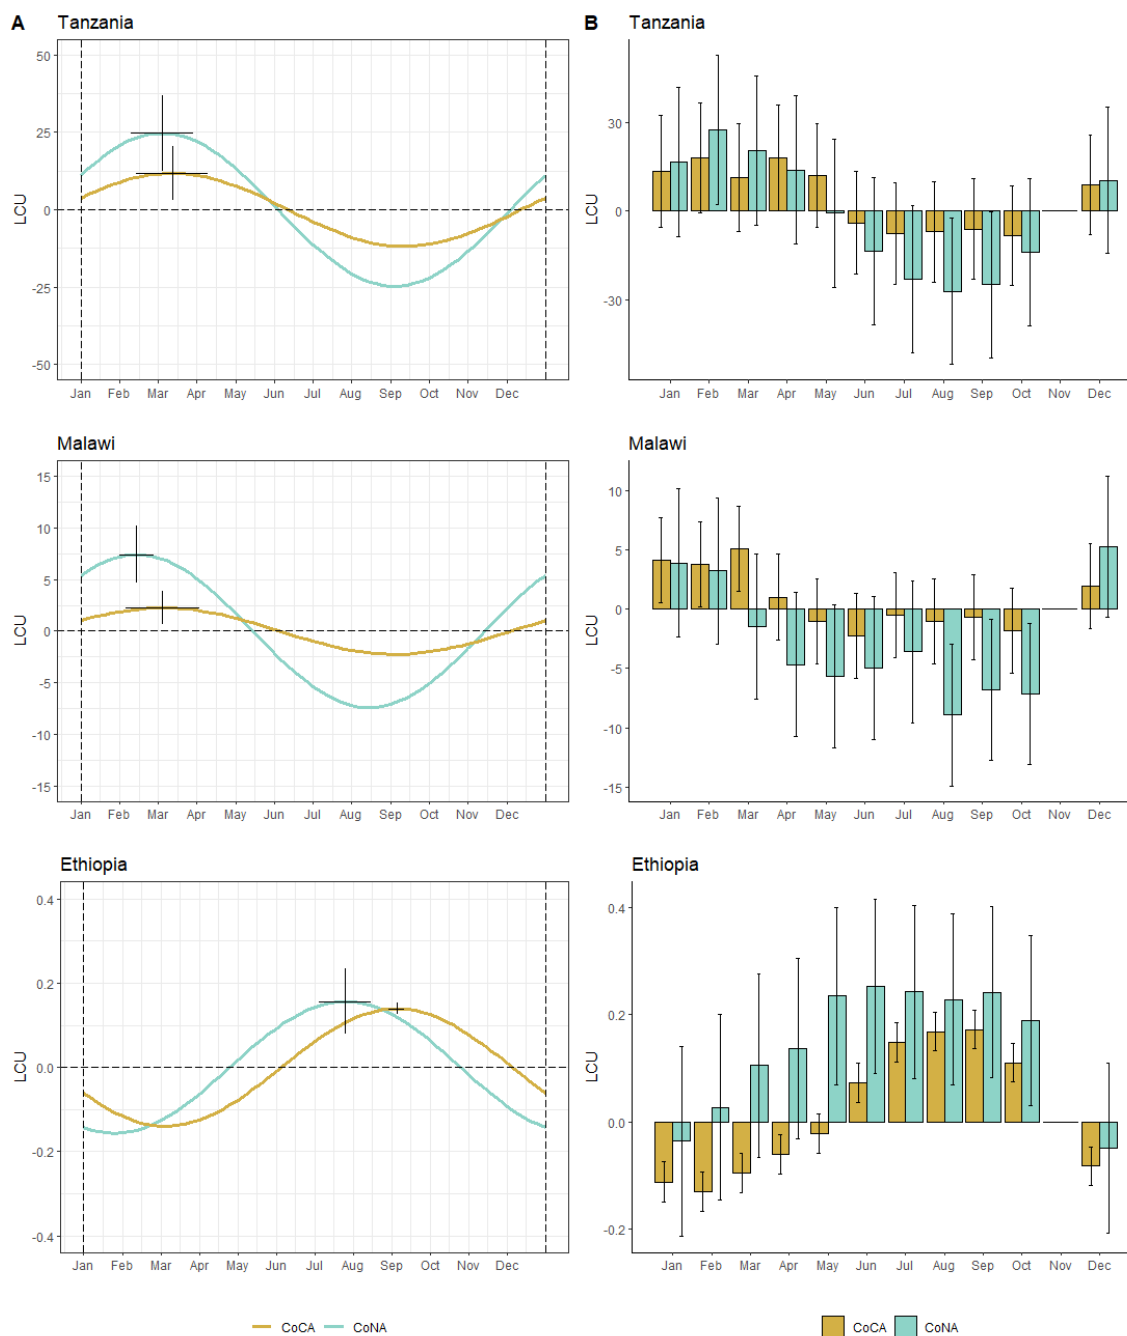 A
Tanzania
50
25
0
-25
-50
LCU
Jan Feb Mar Apr May Jun Jul Aug Sep Oct Nov Dec
B
Tanzania
30
0
-30
LCU
Jan Feb Mar Apr May Jun Jul Aug Sep Oct Nov Dec
Malawi
15
10
5
0
-5
-10
-15
LCU
Jan Feb Mar Apr May Jun Jul Aug Sep Oct Nov Dec
Malawi
10
5
0
-5
-10
-15
LCU
Jan Feb Mar Apr May Jun Jul Aug Sep Oct Nov Dec
Ethiopia
0.4
0.2
0.0
-0.2
-0.4
LCU
Jan Feb Mar Apr May Jun Jul Aug Sep Oct Nov Dec
Ethiopia
0.4
0.2
0.0
-0.2
LCU
Jan Feb Mar Apr May Jun Jul Aug Sep Oct Nov Dec
CoCA CoNA
CoCA CoNA